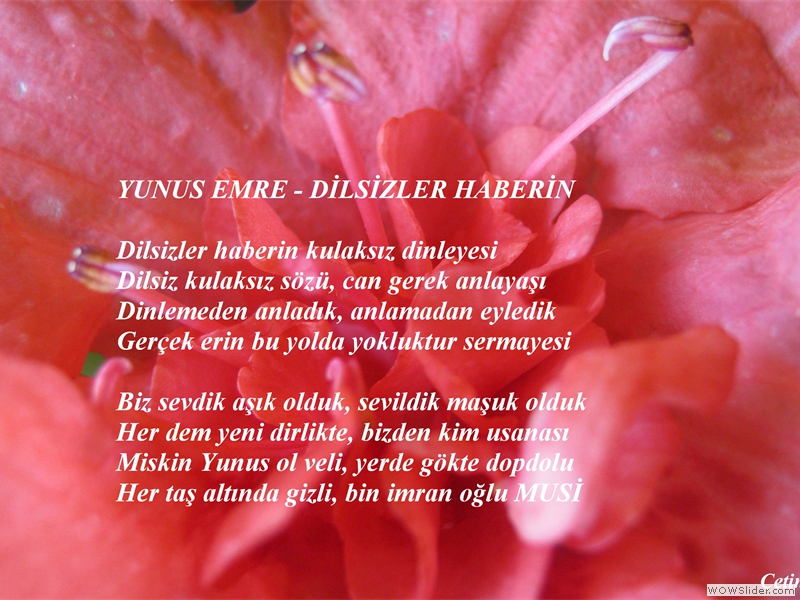 YUNUS EMRE - DİLSİZLER HABERİN
Dilsizler haberin kulaksız dinleyesi
Dilsiz kulaksız sözü, can gerek anlayaşı
Dinlemeden anladık, anlamadan eyledik
Gerçek erin bu yolda yokluktur sermayesi
Biz sevdik aşık olduk, sevildik maşuk olduk
Her dem yeni dirlikte, bizden kim usanası
Miskin Yunus ol veli, yerde gökte dopdolu
Her taş altında gizli, bin imran oğlu MUSİ
WOWSlider.com